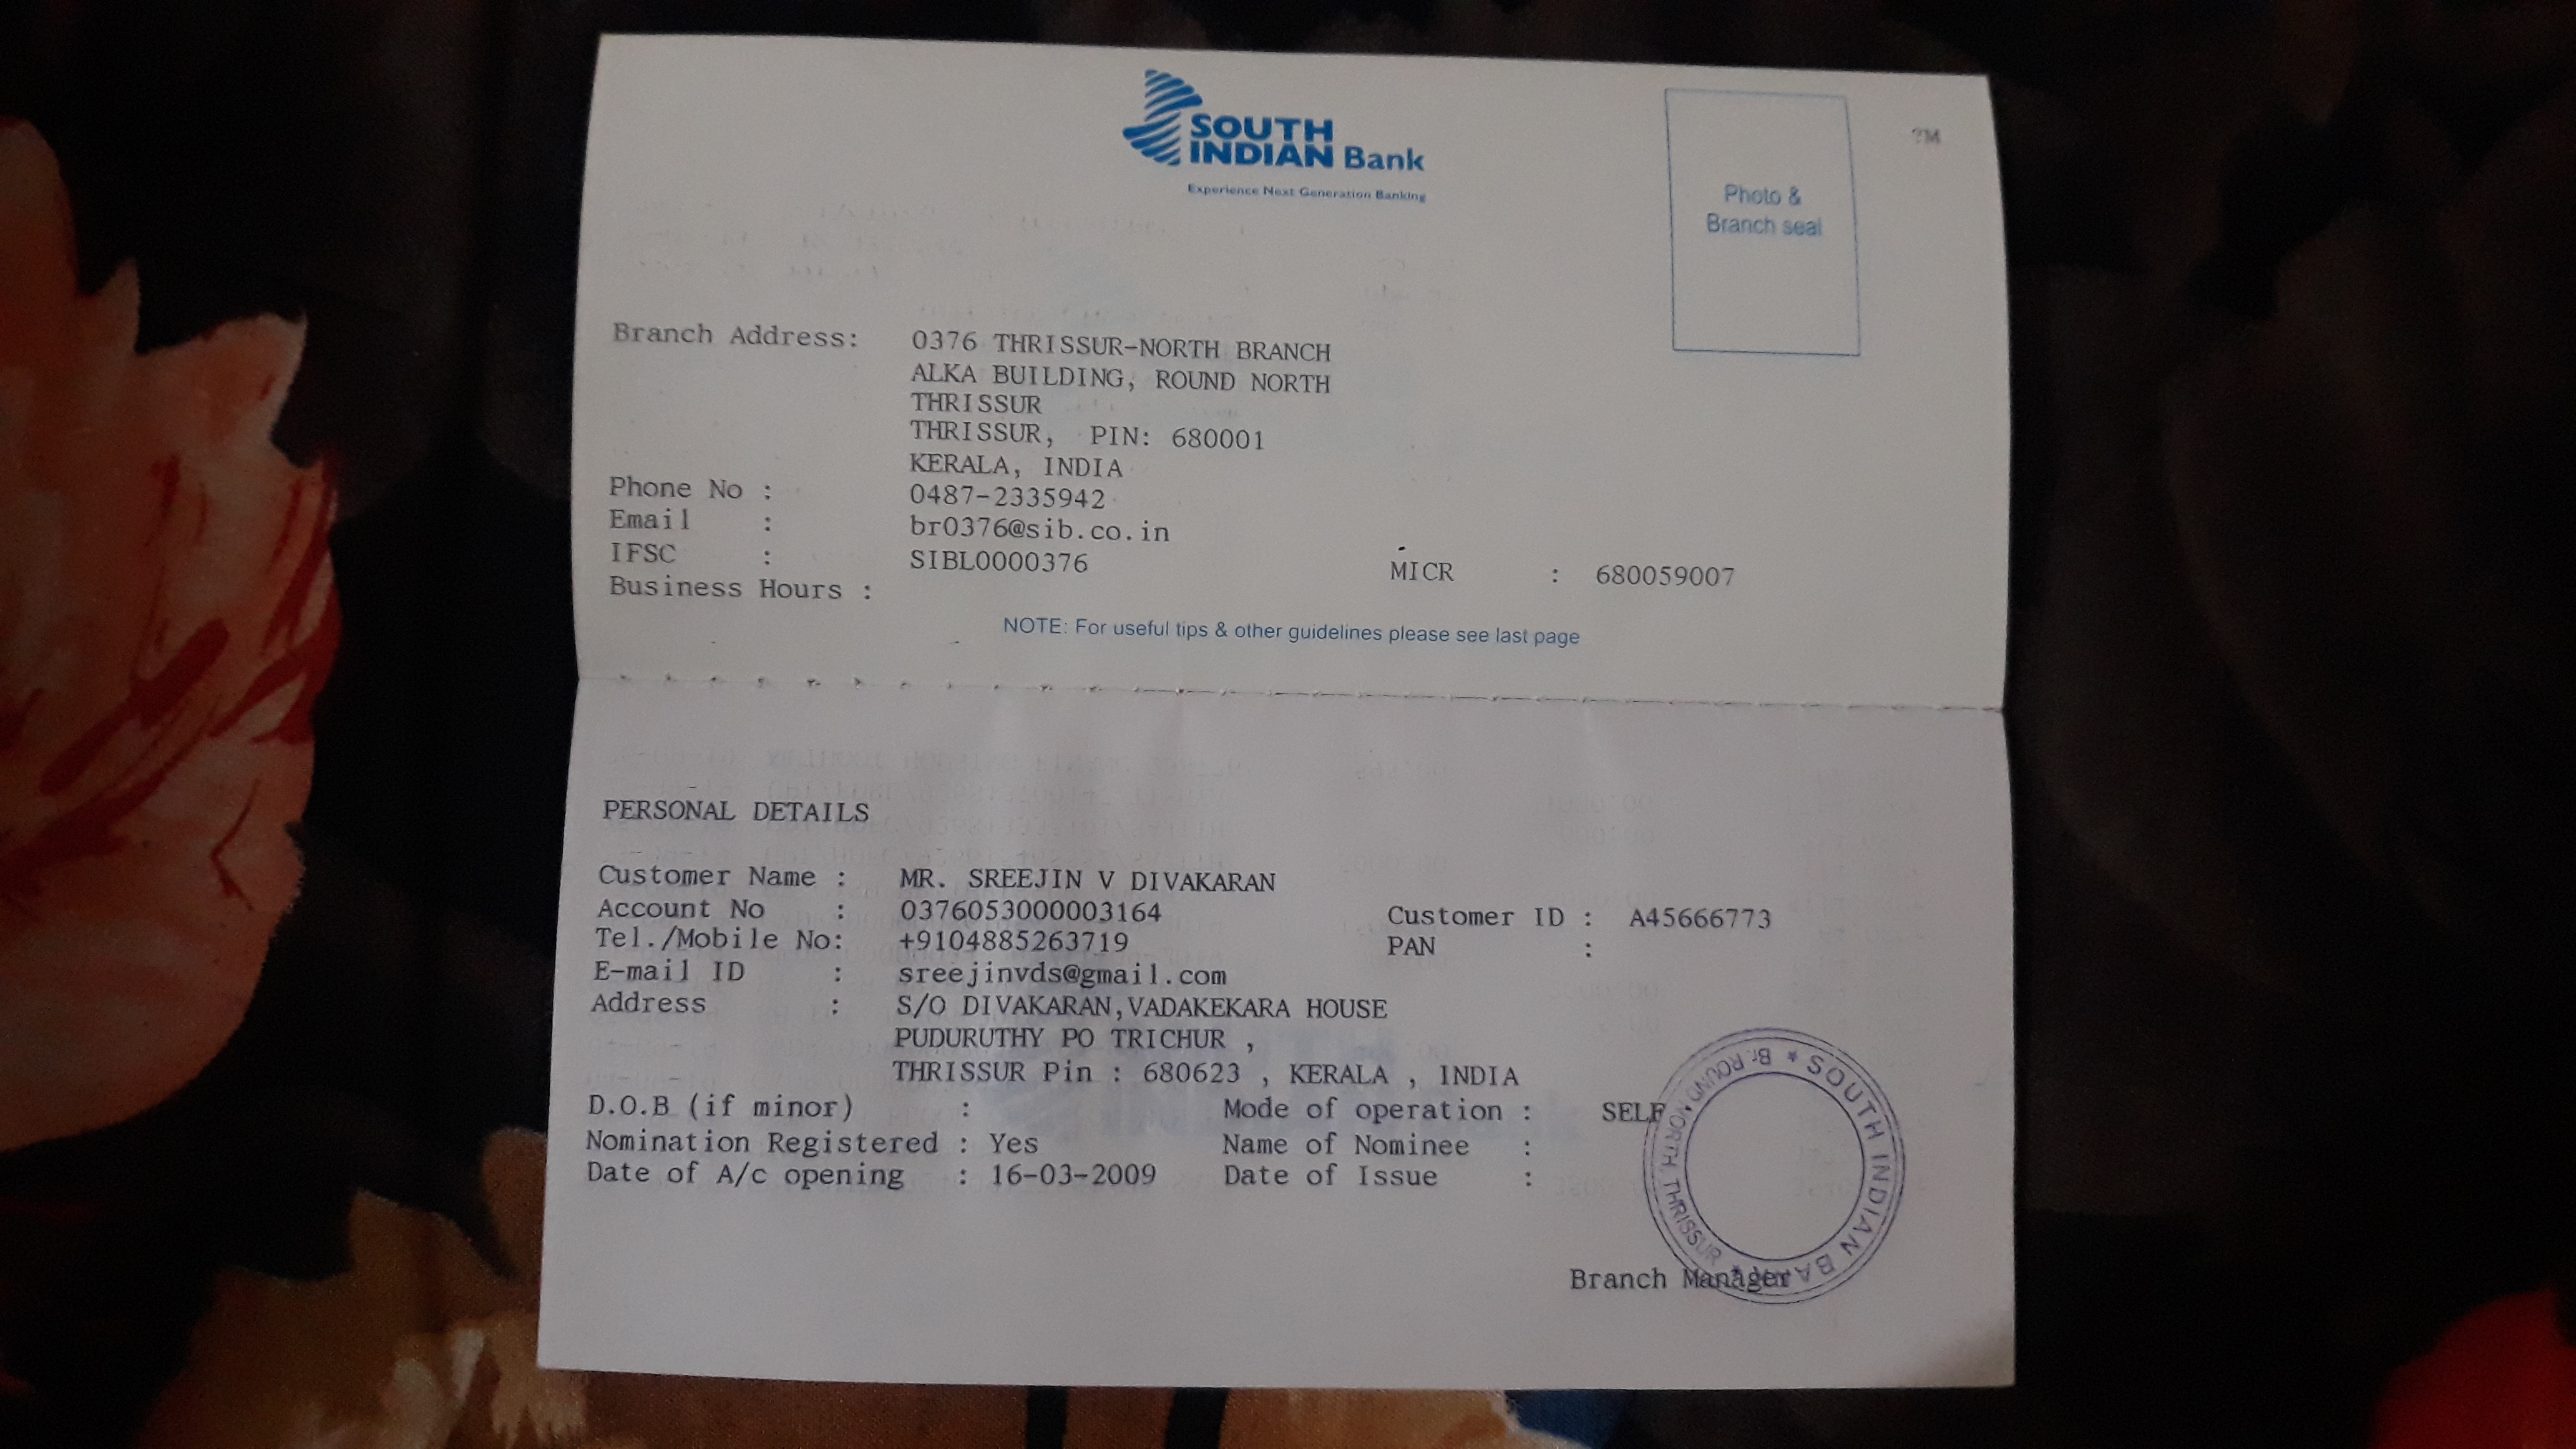 SOUTH
INDIAN Bank
Experience Next Generation Banking
Photo &
Branch seal
?M
Branch Address: 0376 THRISSUR-NORTH BRANCH
ALKA BUILDING, ROUND NORTH
THRISSUR
THRISSUR, PIN: 680001
KERALA, INDIA
Phone No : 0487-2335942
Email : br0376@sib.co.in
IFSC : SIBL0000376 MICR : 680059007
Business Hours :
NOTE: For useful tips & other guidelines please see last page
PERSONAL DETAILS
Customer Name : MR. SREEJIN V DIVAKARAN
Account No : 0376053000003164 Customer ID : A45666773
Tel./Mobile No: +9104885263719 PAN :
E-mail ID : sreejinvds@gmail.com
Address : S/O DIVAKARAN,VADAKEKARA HOUSE
PUDURUTHY PO TRICHUR ,
THRISSUR Pin : 680623 , KERALA , INDIA
D.O.B (if minor) : Mode of operation : SELF
Nomination Registered : Yes Name of Nominee :
Date of A/c opening : 16-03-2009 Date of Issue :
Branch Manager
SOUTH INDIAN BANK
Br. ROUND NORTH, THRISSUR